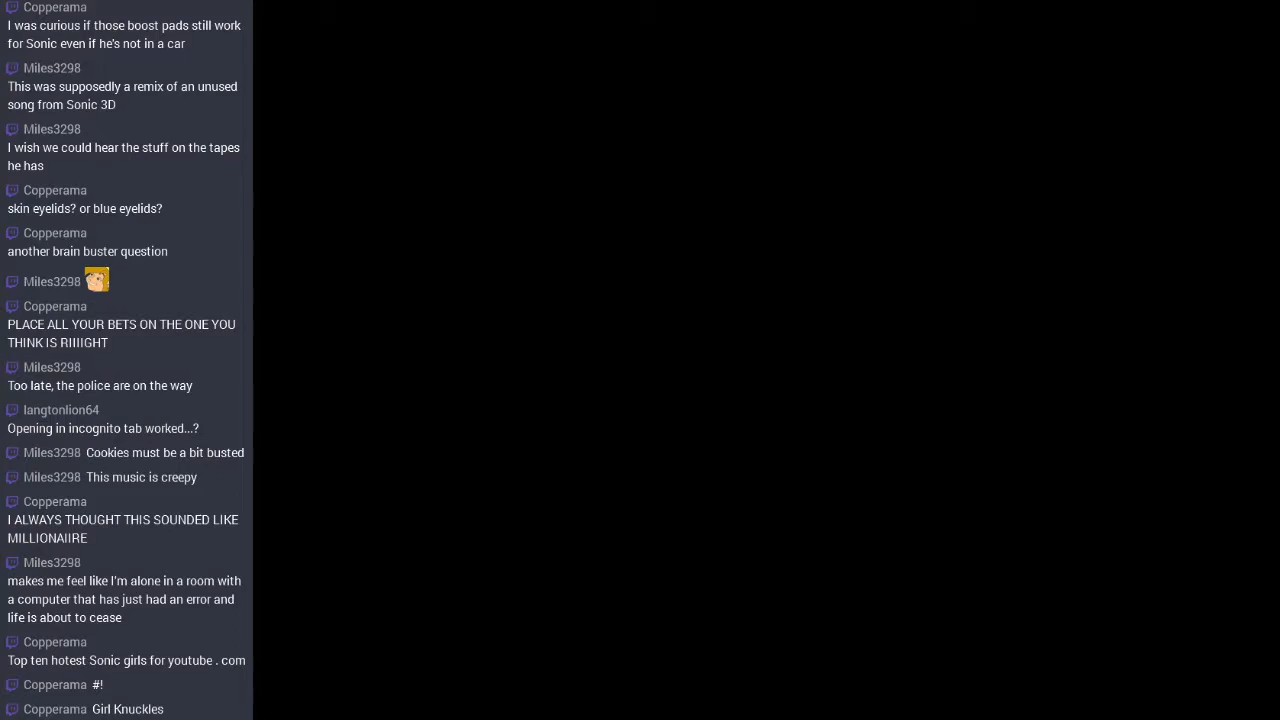 Copperama
I was curious if those boost pads still work
for Sonic even if he's not in a car
Miles3298
This was supposedly a remix of an unused
song from Sonic 3D
Miles3298
I wish we could hear the stuff on the tapes
he has
Copperama
skin eyelids? or blue eyelids?
Copperama
another brain buster question
Miles3298
Copperama
PLACE ALL YOUR BETS ON THE ONE YOU
THINK IS RIIIIGHT
Miles3298
Too late, the police are on the way
langtonlion64
Opening in incognito tab worked...?
Miles3298 Cookies must be a bit busted
Miles3298 This music is creepy
Copperama
I ALWAYS THOUGHT THIS SOUNDED LIKE
MILLIONAIIRE
Miles3298
makes me feel like I'm alone in a room with
a computer that has just had an error and
life is about to cease
Copperama
Top ten hotest Sonic girls for youtube . com
Copperama #!
Copperama Girl Knuckles